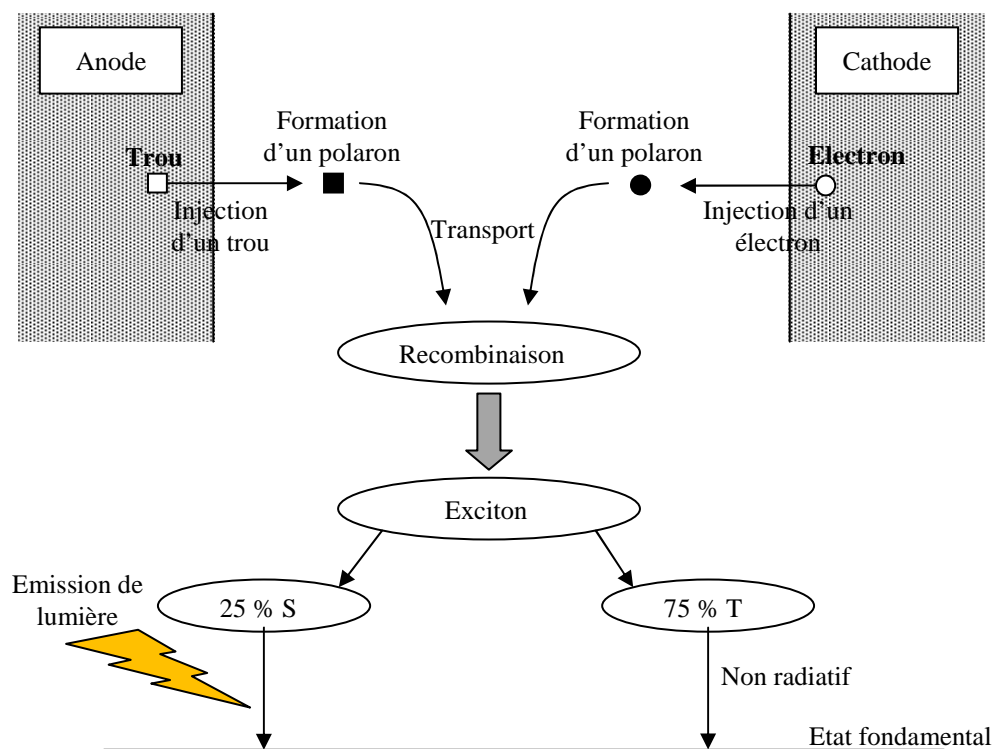 Anode
Cathode
Formation
d'un polaron
Formation
d'un polaron
Trou
Electron
Injection
d'un trou
Transport
Injection d'un
électron
Recombinaison
Exciton
Emission de
lumière
25 % S
75 % T
Non radiatif
Etat fondamental